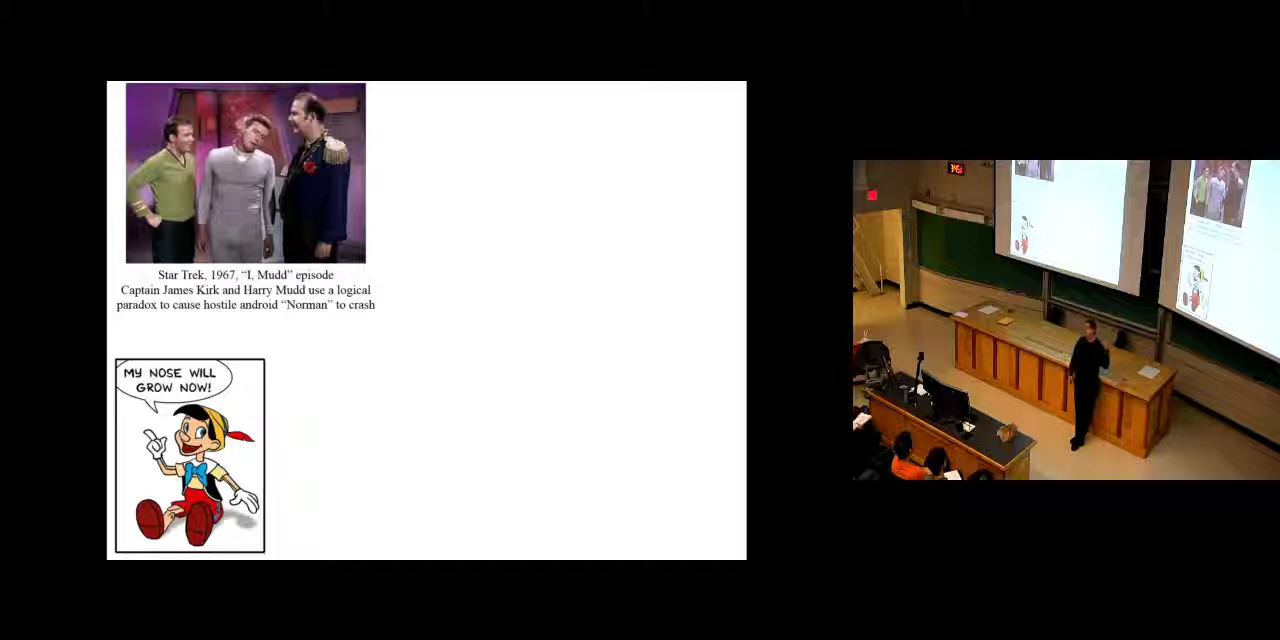 Star Trek, 1967, “I, Mudd” episode
Captain James Kirk and Harry Mudd use a logical
paradox to cause hostile android “Norman” to crash
MY NOSE WILL
GROW NOW!